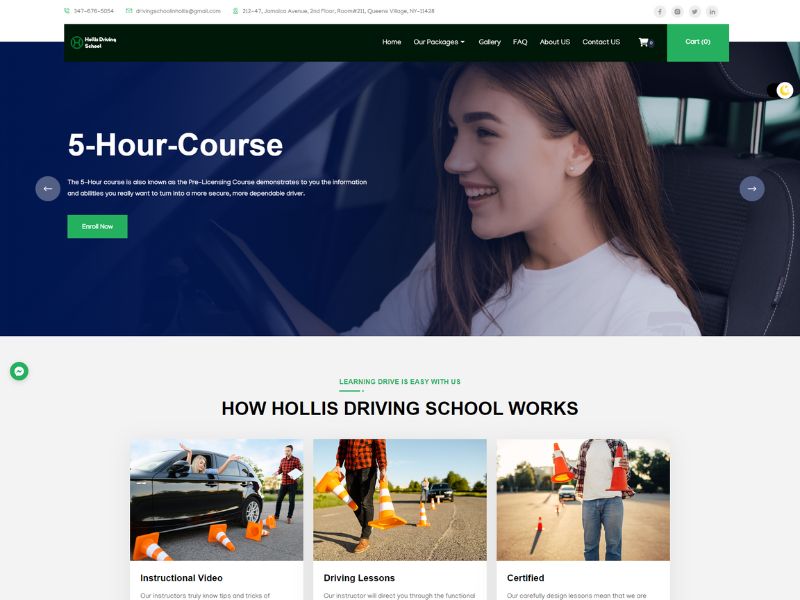 347-676-5054 drivingschoolinhollis@gmail.com 212-47, Jamaica Avenue, 2nd Floor, Room#211, Queens Village, NY-11428
Hollis Driving
School
Home Our Packages Gallery FAQ About US Contact US 0 Cart (0)
5-Hour-Course
The 5-Hour course is also known as the Pre-Licensing Course demonstrates to you the information
and abilities you really want to turn into a more secure, more dependable driver.
Enroll Now
LEARNING DRIVE IS EASY WITH US
HOW HOLLIS DRIVING SCHOOL WORKS
Instructional Video
Our instructors truly know tips and tricks of
Driving Lessons
Our instructor will direct you through the functional
Certified
Our carefully design lessons mean that we are